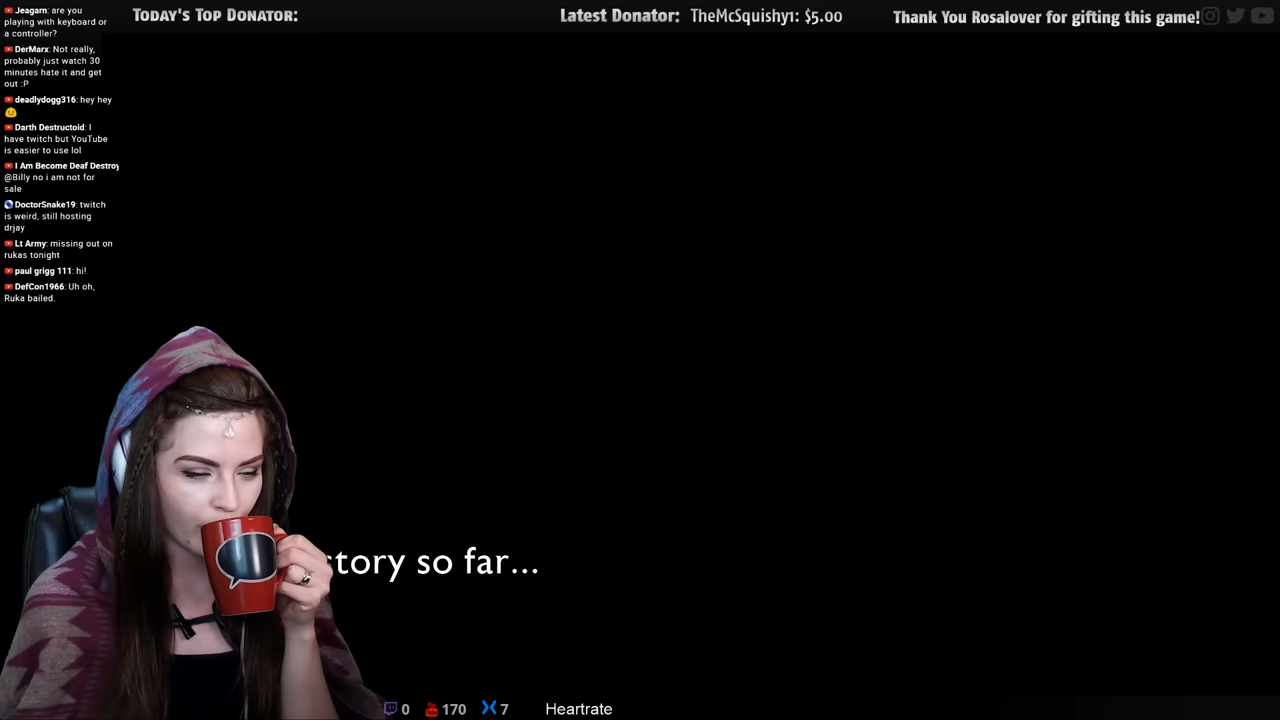 Jeagarn: are you
playing with keyboard or
a controller?
DerMarx: Not really,
probably just watch 30
minutes hate it and get
out :P
deadlydogg316: hey hey
Darth Destructoid: I
have twitch but YouTube
is easier to use lol
I Am Become Deaf Destroy
@Billy no i am not for
sale
DoctorSnake19: twitch
is weird, still hosting
drjay
Lt Army: missing out on
rukas tonight
paul grigg 111: hi!
DefCon1966: Uh oh,
Ruka bailed.
Today's Top Donator:
Latest Donator: TheMcSquishy1: $5.00
Thank You Rosalover for gifting this game!
story so far...
0 170 7 Heartrate